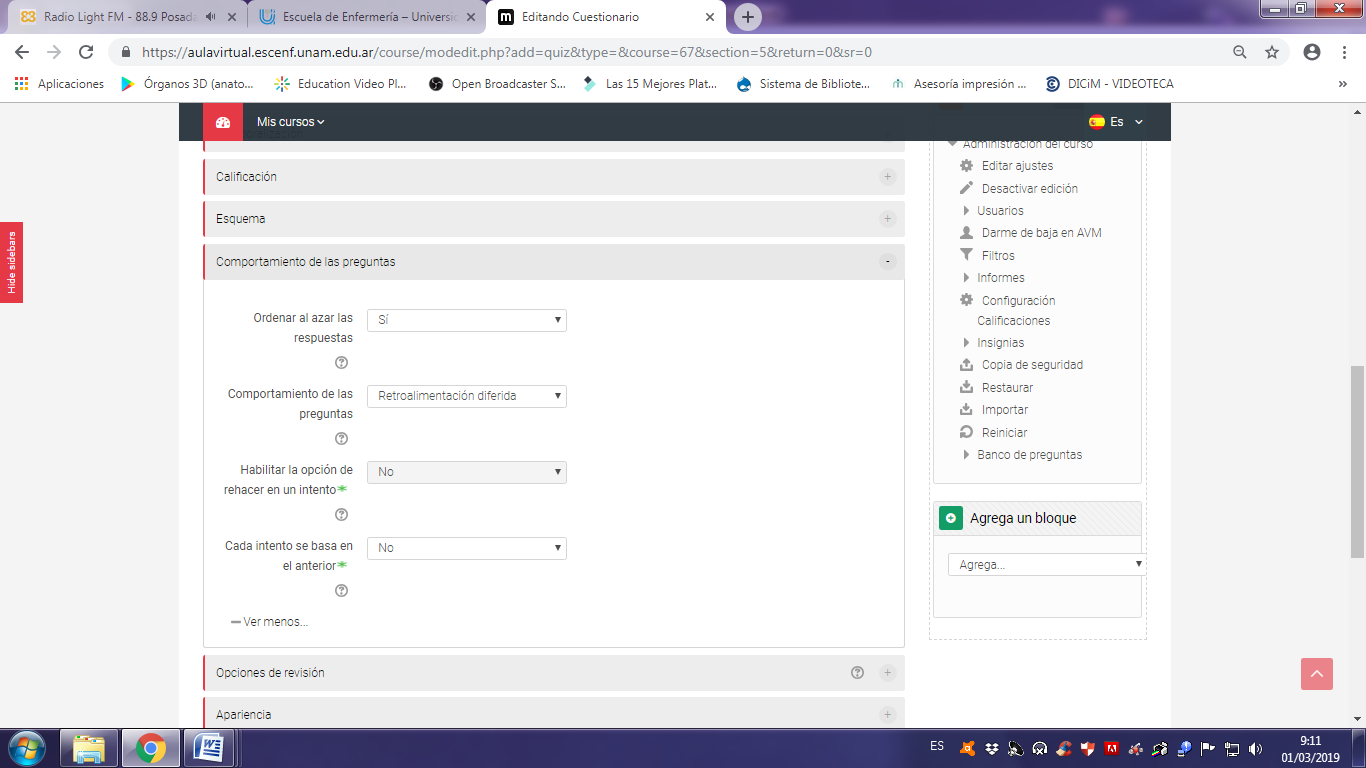 Radio Light FM - 88.9 Posada
Escuela de Enfermería – Universid
Editando Cuestionario
https://aulavirtual.escenf.unam.edu.ar/course/modedit.php?add=quiz&type=&course=67&section=5&return=0&sr=0
Aplicaciones
Órganos 3D (anato...
Education Video Pl...
Open Broadcaster S...
Las 15 Mejores Plat...
Sistema de Bibliote...
Asesoría impresión ...
DICiM - VIDEOTECA
»
Mis cursos
Es
Hide sidebars
Calificación
Esquema
Comportamiento de las preguntas
Ordenar al azar las
respuestas
Sí
Comportamiento de las
preguntas
Retroalimentación diferida
Habilitar la opción de
rehacer en un intento
No
Cada intento se basa en
el anterior
No
Ver menos...
Opciones de revisión
Apariencia
Administración del curso
Editar ajustes
Desactivar edición
Usuarios
Darme de baja en AVM
Filtros
Informes
Configuración
Calificaciones
Insignias
Copia de seguridad
Restaurar
Importar
Reiniciar
Banco de preguntas
Agrega un bloque
Agrega...
ES
9:11
01/03/2019